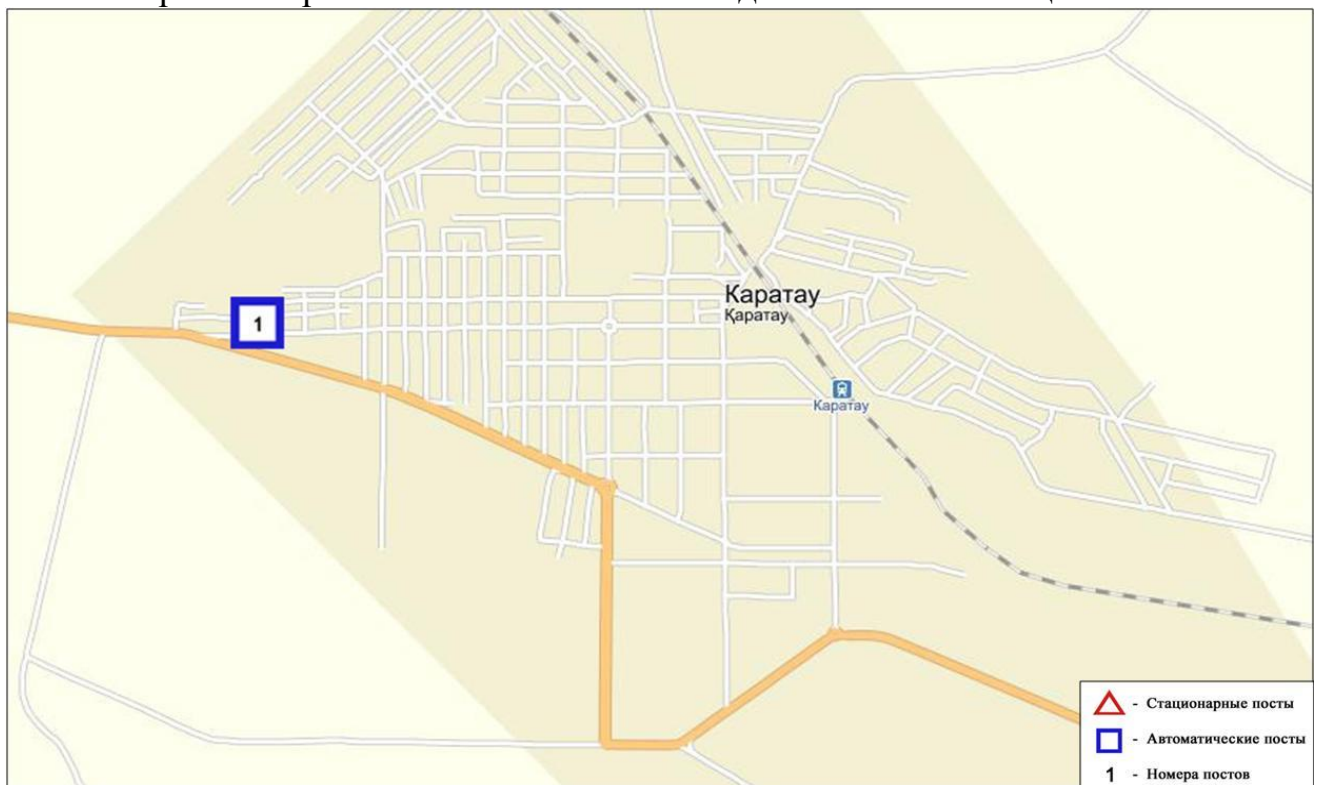 1
Каратау
Қаратау
Каратау
- Стационарные посты
- Автоматические посты
1 - Номера постов